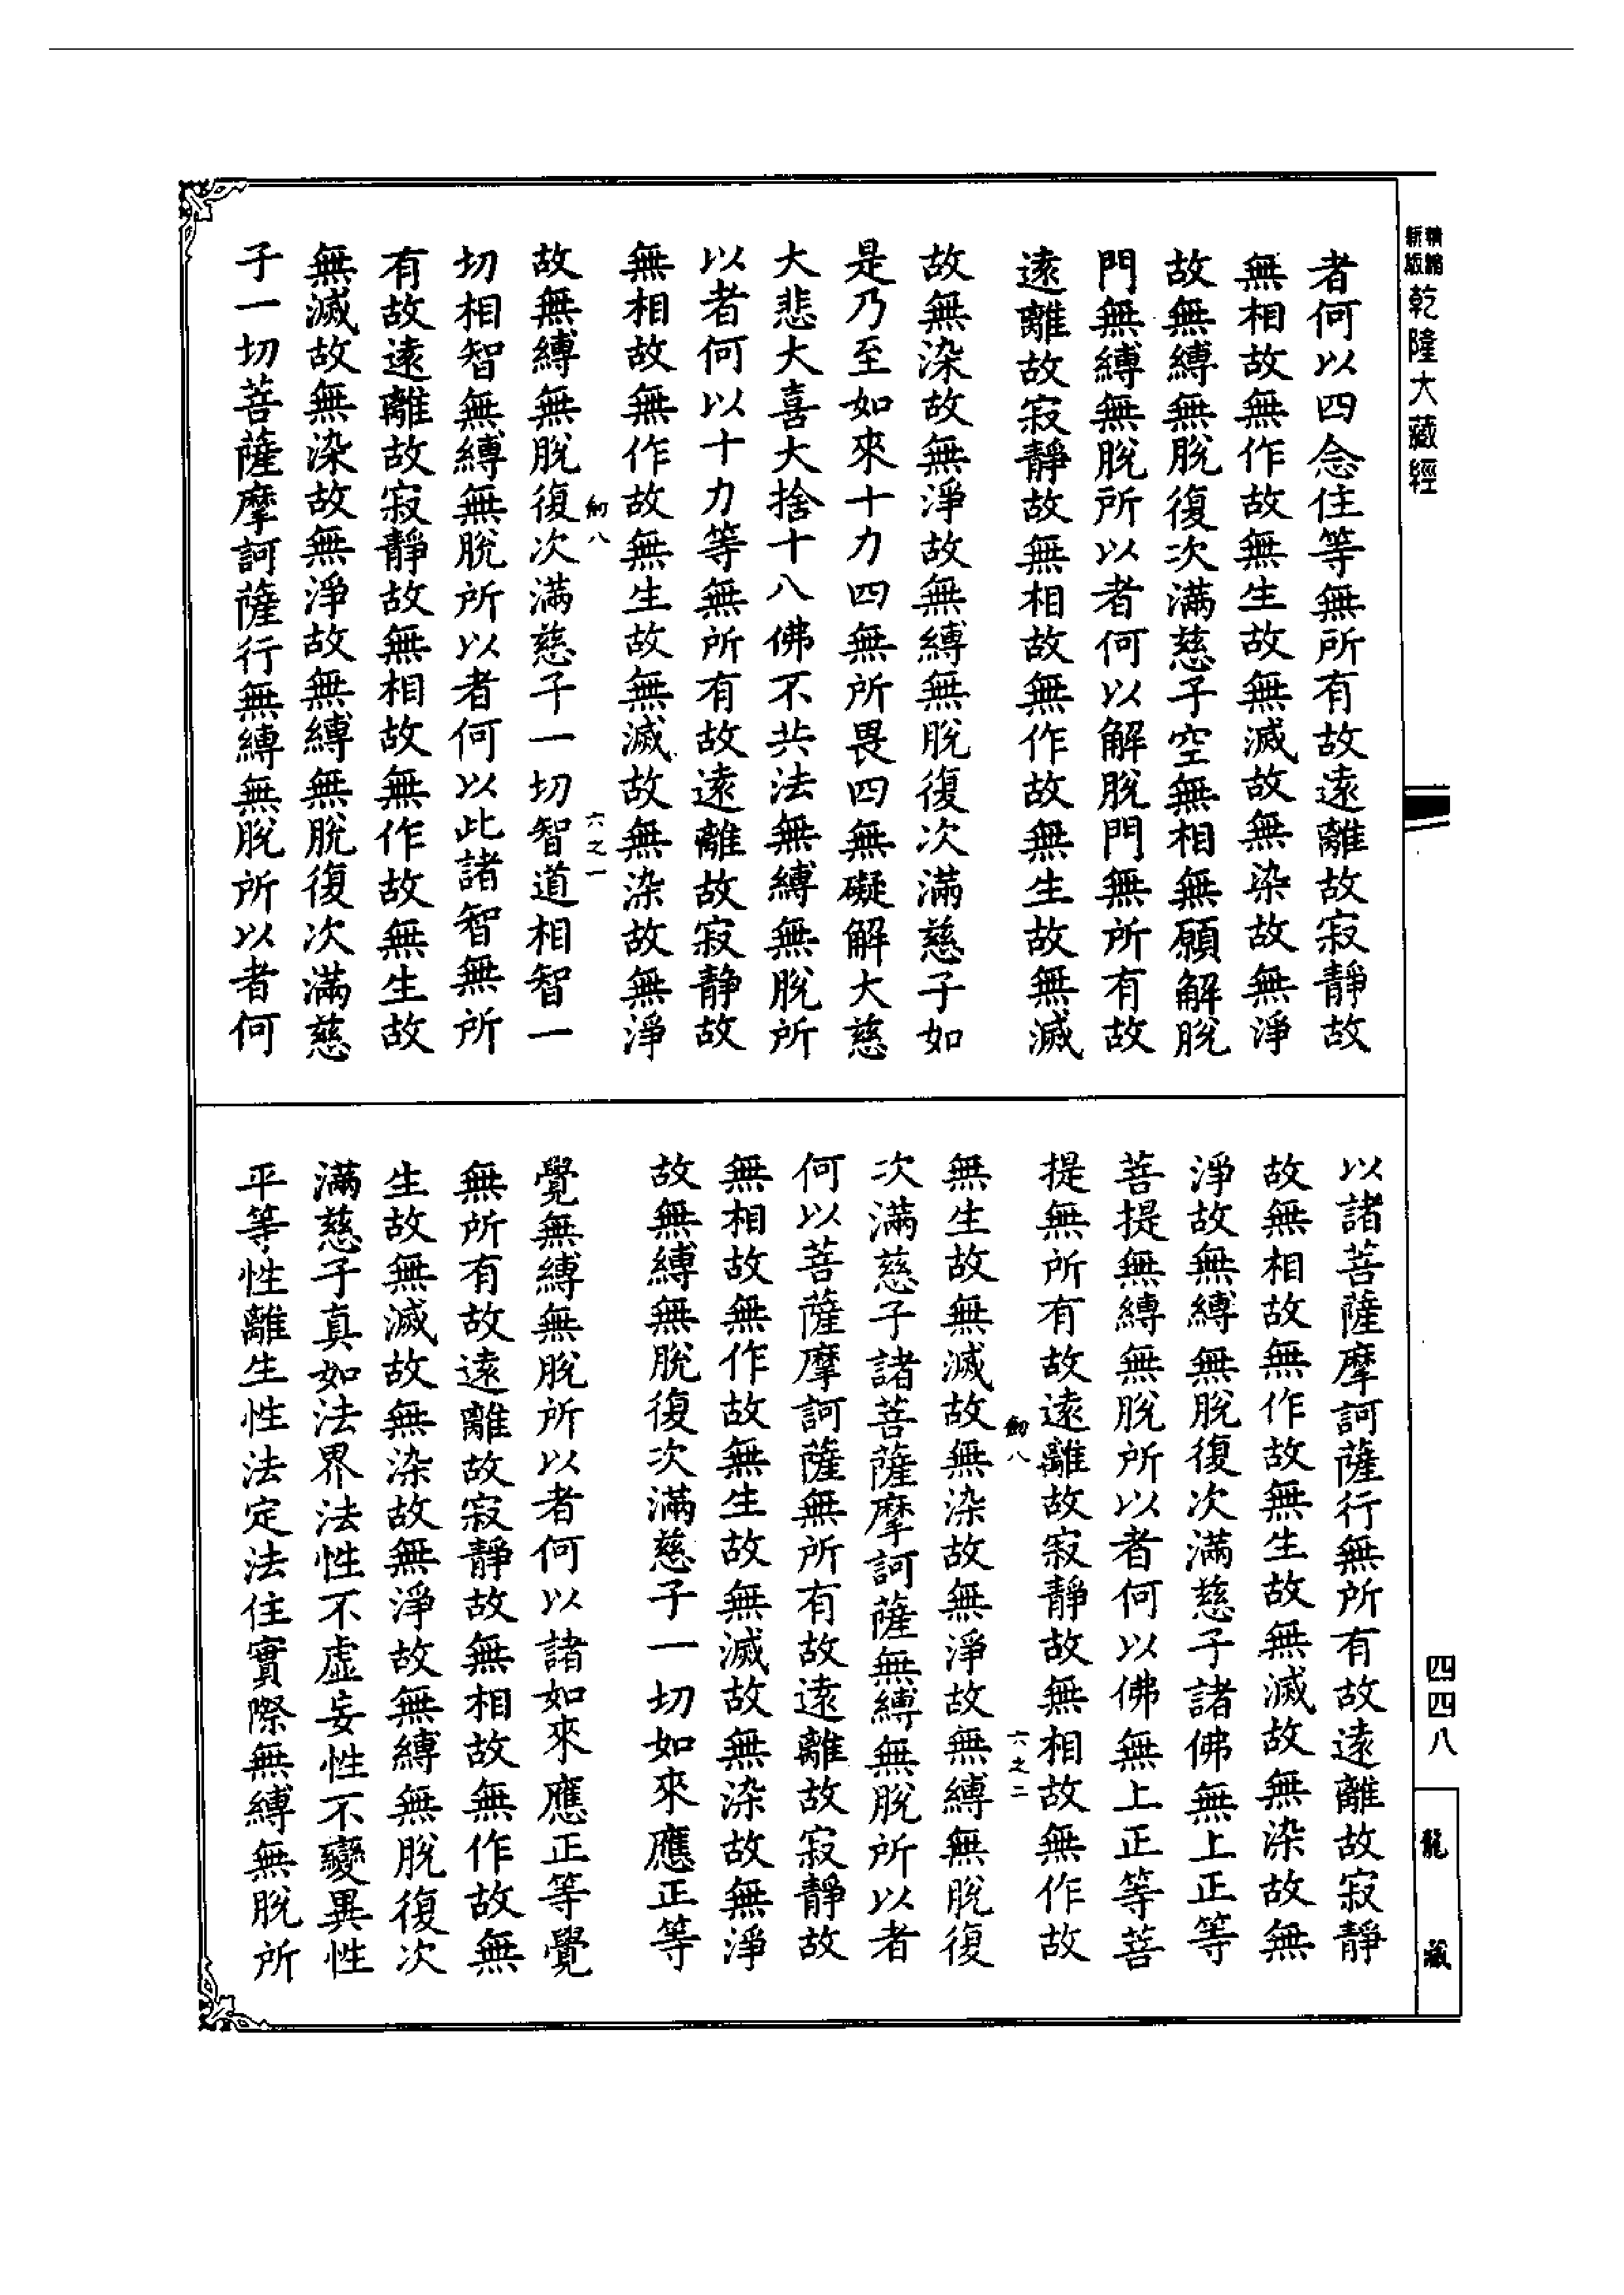 精縮新版乾隆大藏經
者何以四念住等無所有故遠離故寂靜故
無相故無作故無生故無滅故無染故無淨
故無縛無脫復次滿慈子空無相無願解脫
門無縛無脫所以者何以解脫門無所有故
遠離故寂靜故無相故無作故無生故無滅
故無染故無淨故無縛無脫復次滿慈子如
是乃至如來十力四無所畏四無礙解大慈
大悲大喜大捨十八佛不共法無縛無脫所
以者何以十力等無所有故遠離故寂靜故
無相故無作故無生故無滅故無染故無淨
八 六之一
故無縛無脫復次滿慈子一切智道相智一
切相智無縛無脫所以者何以此諸智無所
有故遠離故寂靜故無相故無作故無生故
無滅故無染故無淨故無縛無脫復次滿慈
子一切菩薩摩訶薩行無縛無脫所以者何
以諸菩薩摩訶薩行無所有故遠離故寂靜
故無相故無作故無生故無滅故無染故無
淨故無縛無脫復次滿慈子諸佛無上正等
菩提無縛無脫所以者何以佛無上正等菩
提無所有故遠離故寂靜故無相故無作故
八 六之二
無生故無滅故無染故無淨故無縛無脫復
次滿慈子諸菩薩摩訶薩無縛無脫所以者
何以菩薩摩訶薩無所有故遠離故寂靜故
無相故無作故無生故無滅故無染故無淨
故無縛無脫復次滿慈子一切如來應正等
覺無縛無脫所以者何以諸如來應正等覺
無所有故遠離故寂靜故無相故無作故無
生故無滅故無染故無淨故無縛無脫復次
滿慈子真如法界法性不虛妄性不變異性
平等性離生性法定法住實際無縛無脫所
四四八
龍藏